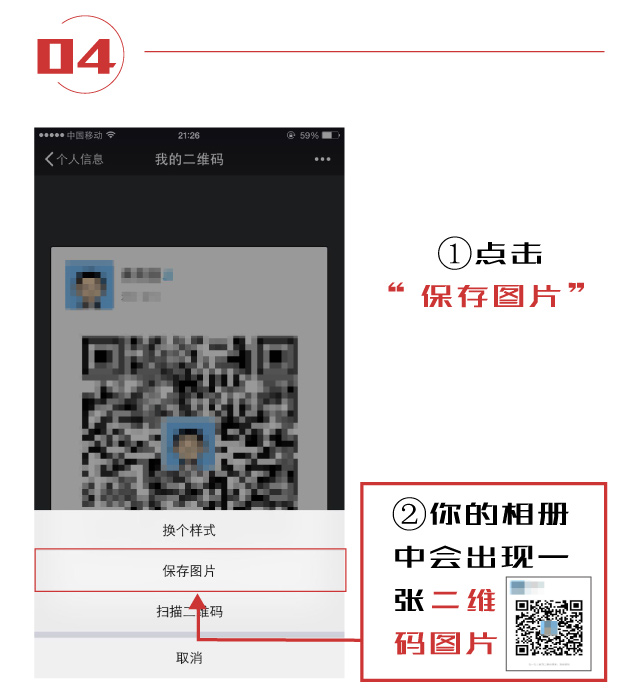 04
中国移动 21:26 59%
个人信息 我的二维码 •••
①点击
“保存图片”
换个样式
保存图片
扫描二维码
取消
②你的相册
中会出现一
张二维
码图片